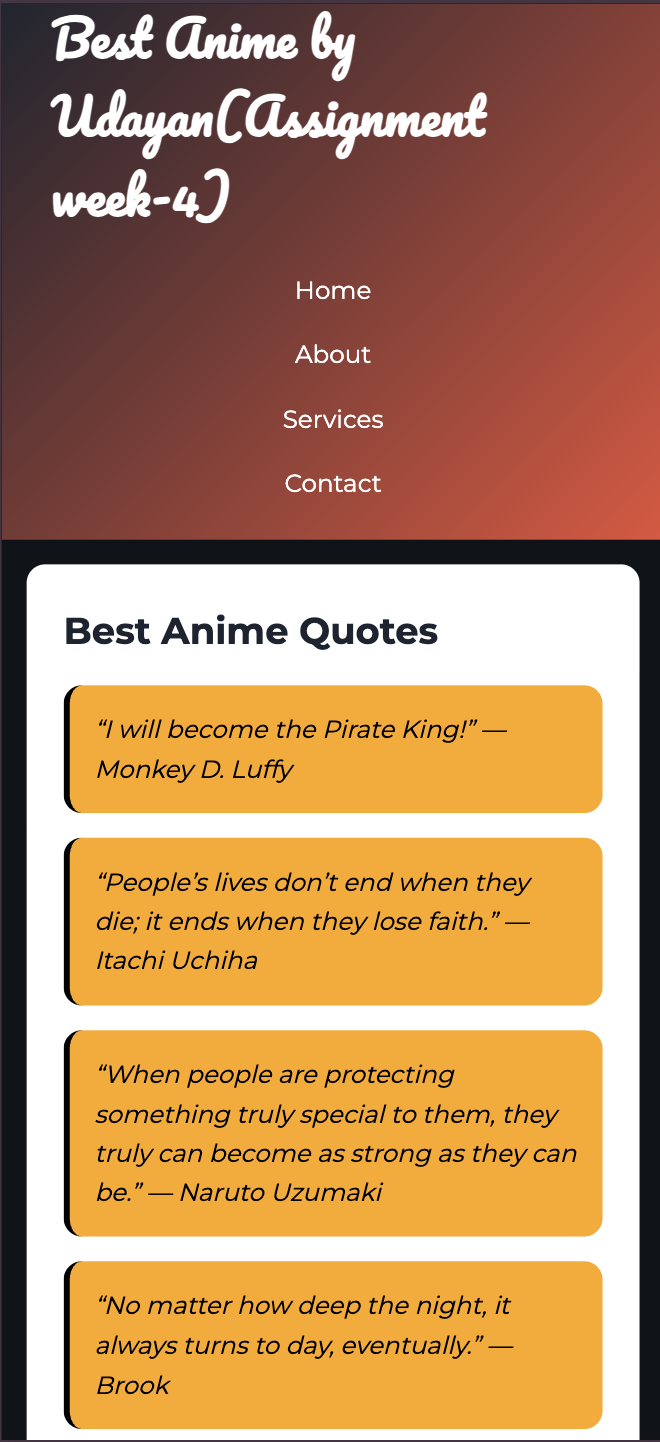 Best Anime by
Udayan(Assignment
week-4)
Home
About
Services
Contact
Best Anime Quotes
“I will become the Pirate King!” —
Monkey D. Luffy
“People’s lives don’t end when they
die; it ends when they lose faith.” —
Itachi Uchiha
“When people are protecting
something truly special to them, they
truly can become as strong as they can
be.” — Naruto Uzumaki
“No matter how deep the night, it
always turns to day, eventually.” —
Brook